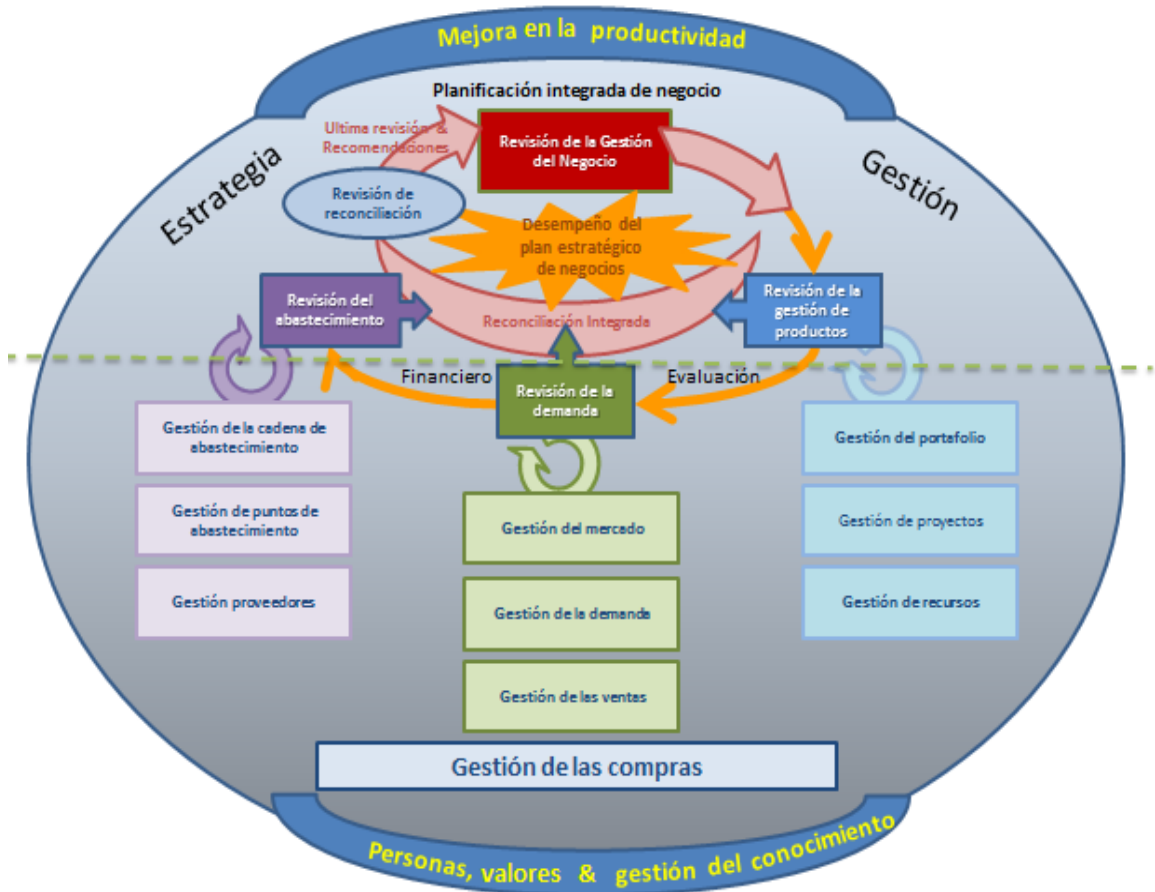 Mejora en la productividad
Planificación integrada de negocio
Ultima revisión &
Recomendaciones
Revisión de la Gestión
del Negocio
Estrategia
Gestión
Revisión de
reconciliación
Desempeño del
plan estratégico
de negocios
Revisión del
abastecimiento
Reconciliación Integrada
Revisión de la
gestión de
productos
Financiero
Evaluación
Revisión de la
demanda
Gestión de la cadena de
abastecimiento
Gestión de puntos de
abastecimiento
Gestión proveedores
Gestión del mercado
Gestión de la demanda
Gestión de las ventas
Gestión del portafolio
Gestión de proyectos
Gestión de recursos
Gestión de las compras
Personas, valores & gestión del conocimiento